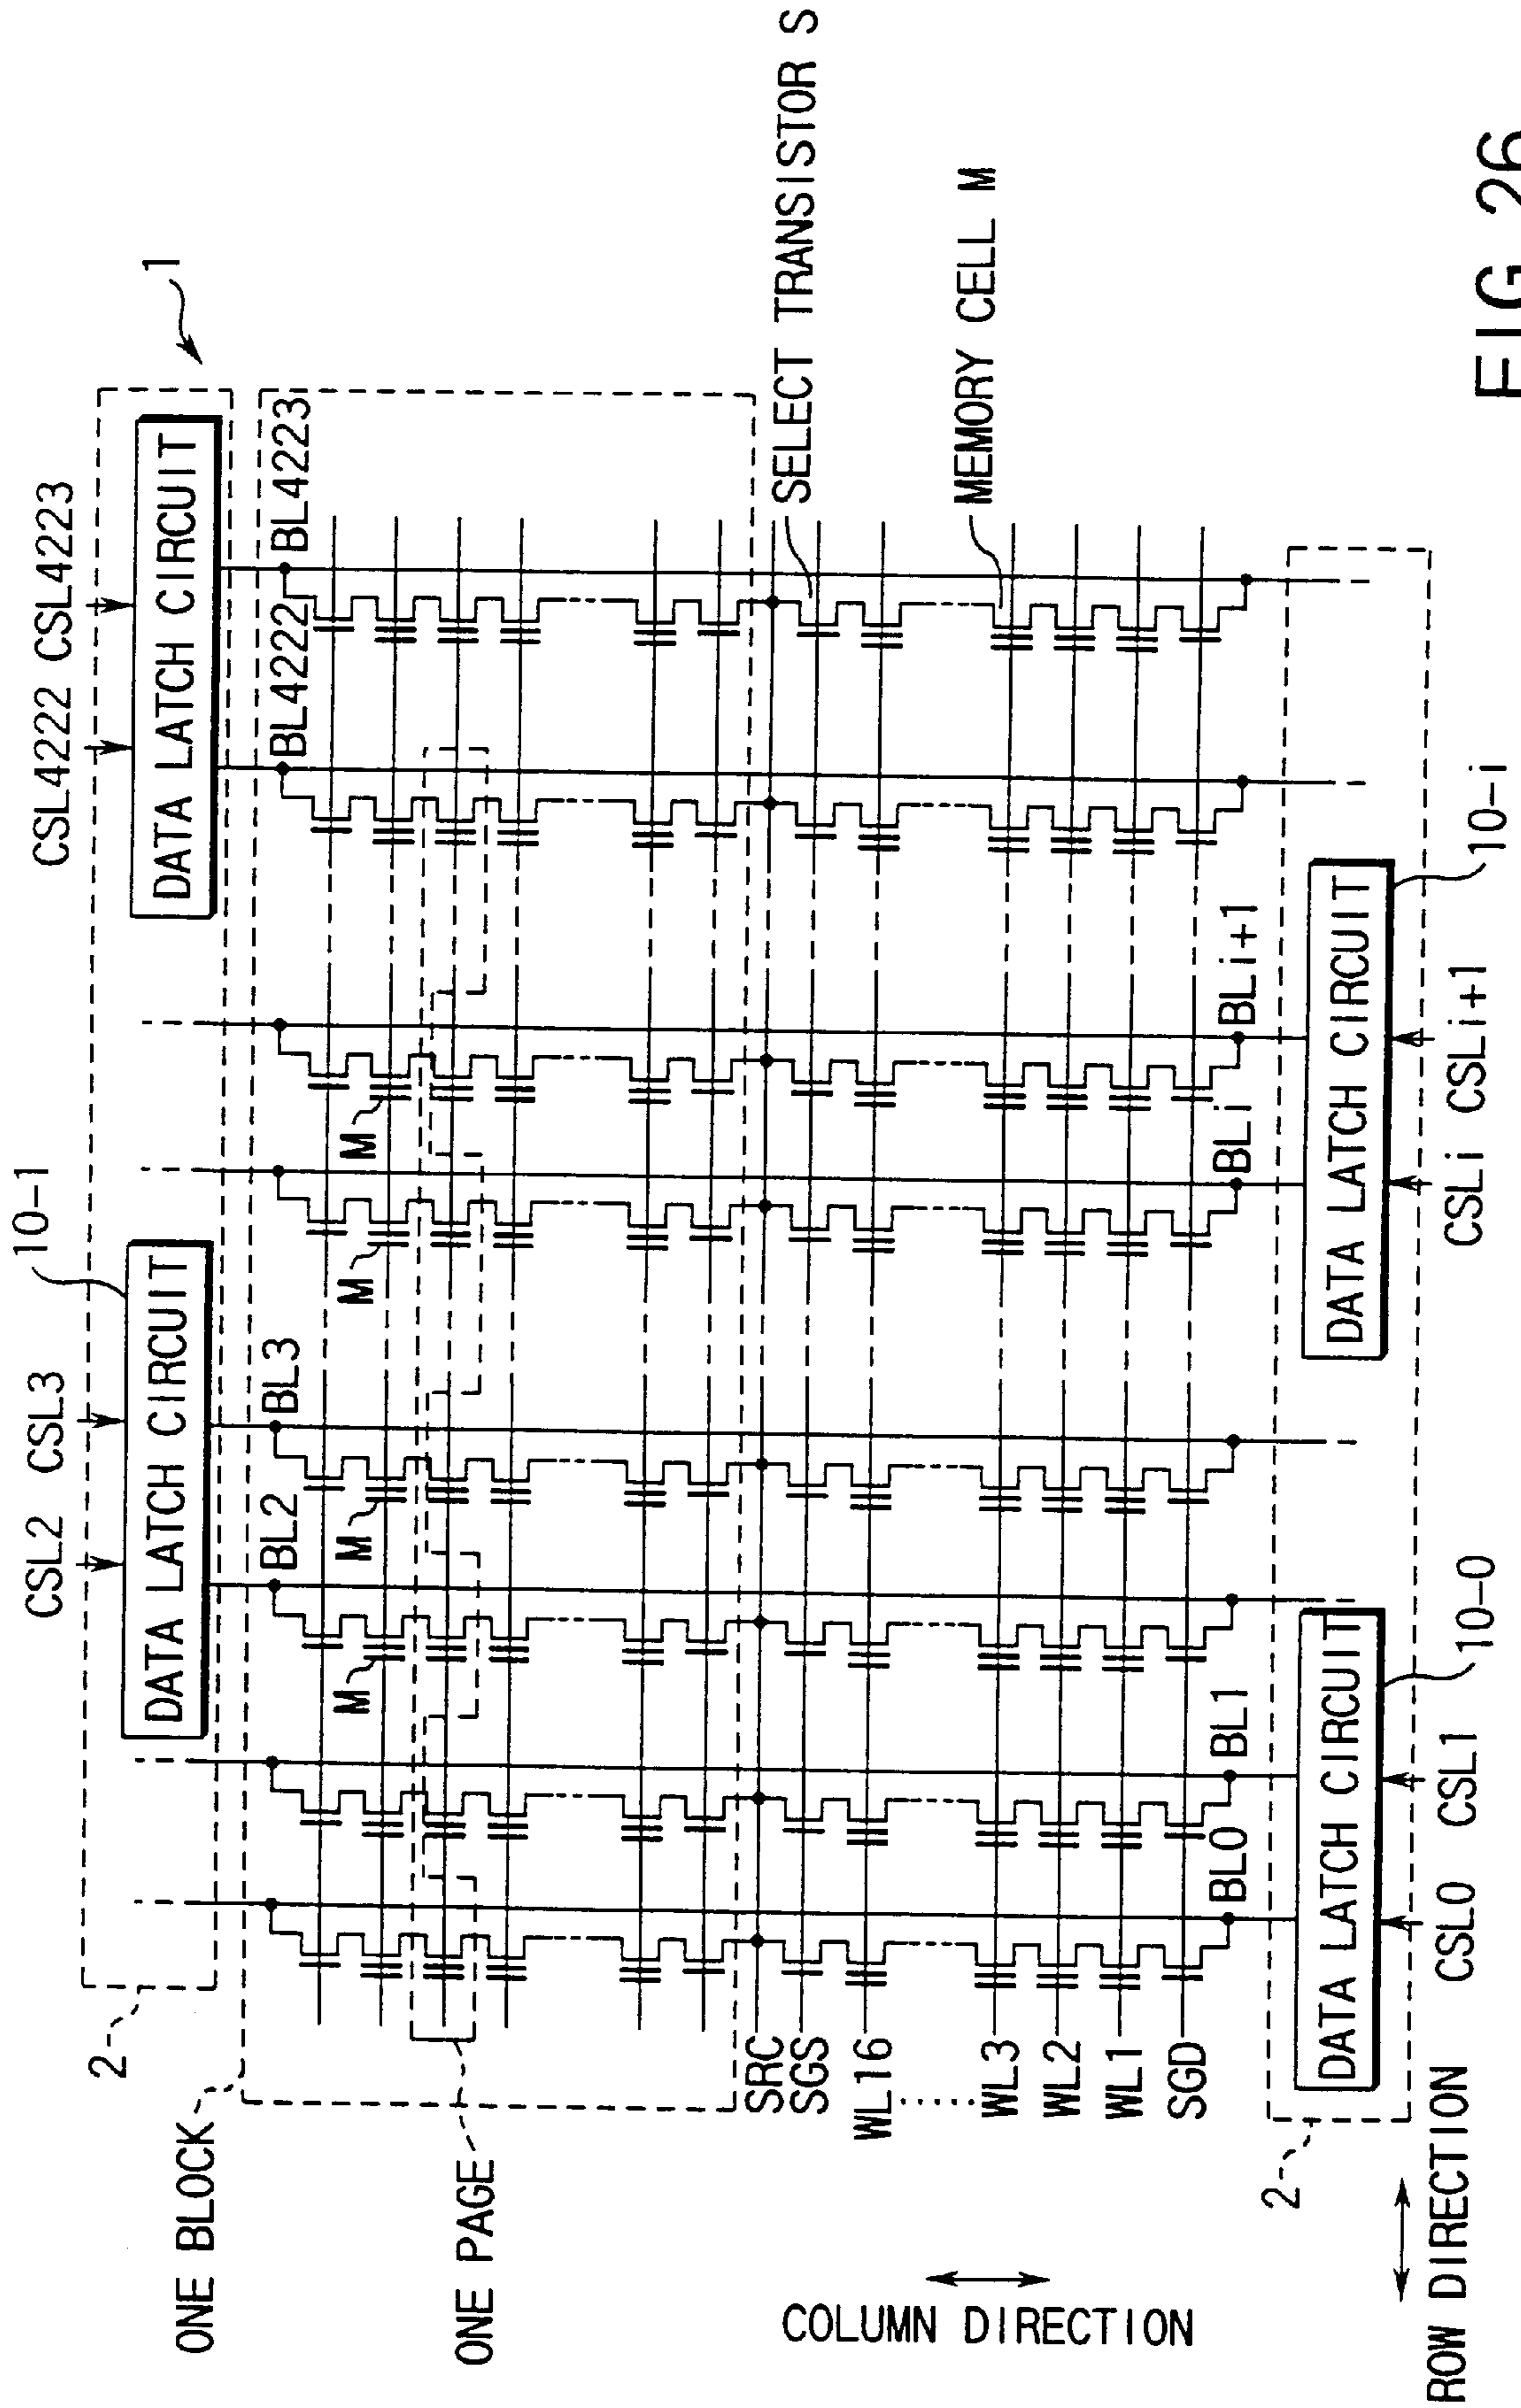 CSL2 CSL3
10-1
CSL4222 CSL4223
1
DATA LATCH CIRCUIT
DATA LATCH CIRCUIT
2
ONE BLOCK
BL2
BL3
BL4222
BL4223
M
M
M
M
ONE PAGE
SRC
SGS
WL16
WL3
WL2
WL1
SGD
SELECT TRANSISTOR S
MEMORY CELL M
BL0
BL1
BLi
BLi+1
2
DATA LATCH CIRCUIT
DATA LATCH CIRCUIT
CSL0 CSL1
10-0
CSLi CSLi+1
10-i
COLUMN DIRECTION
ROW DIRECTION
FIG. 26